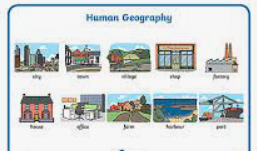 Human Geography
city town village shop factory
house office farm harbour port